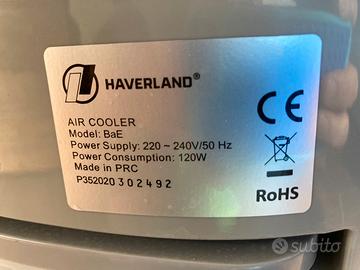 HAVERLAND®
AIR COOLER
Model: BaE
Power Supply: 220 ~ 240V/50 Hz
Power Consumption: 120W
Made in PRC
P352020 302492
CE
RoHS
subito